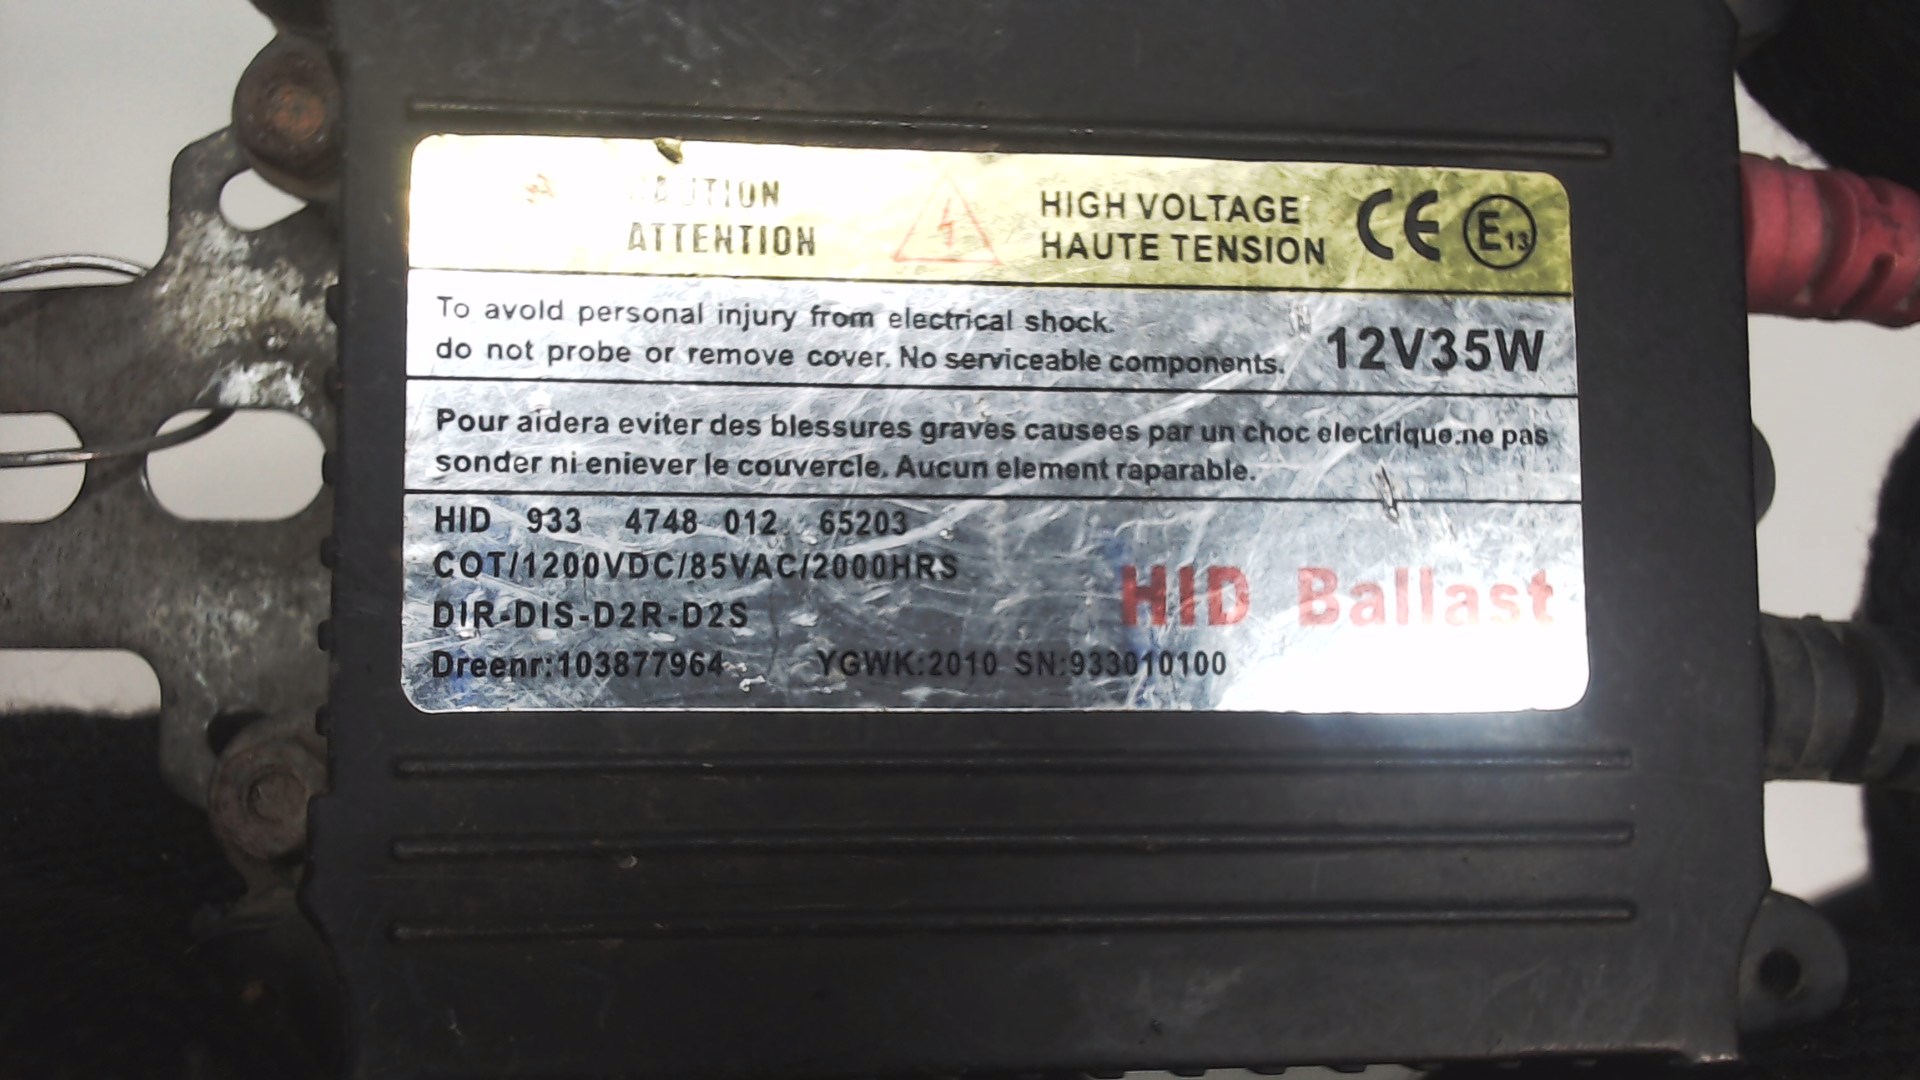 CAUTION
ATTENTION
HIGH VOLTAGE
HAUTE TENSION
CE E13
To avold personal injury from electrical shock.
do not probe or remove cover. No serviceable components.
12V35W
Pour aidera eviter des blessures graves causees par un choc electrique.ne pas
sonder ni eniever le couvercle. Aucun element raparable.
HID 933 4748 012 65203
COT/1200VDC/85VAC/2000HRS
DIR-DIS-D2R-D2S
HID Ballast
Dreenr:103877964 YGWK:2010 SN:933010100